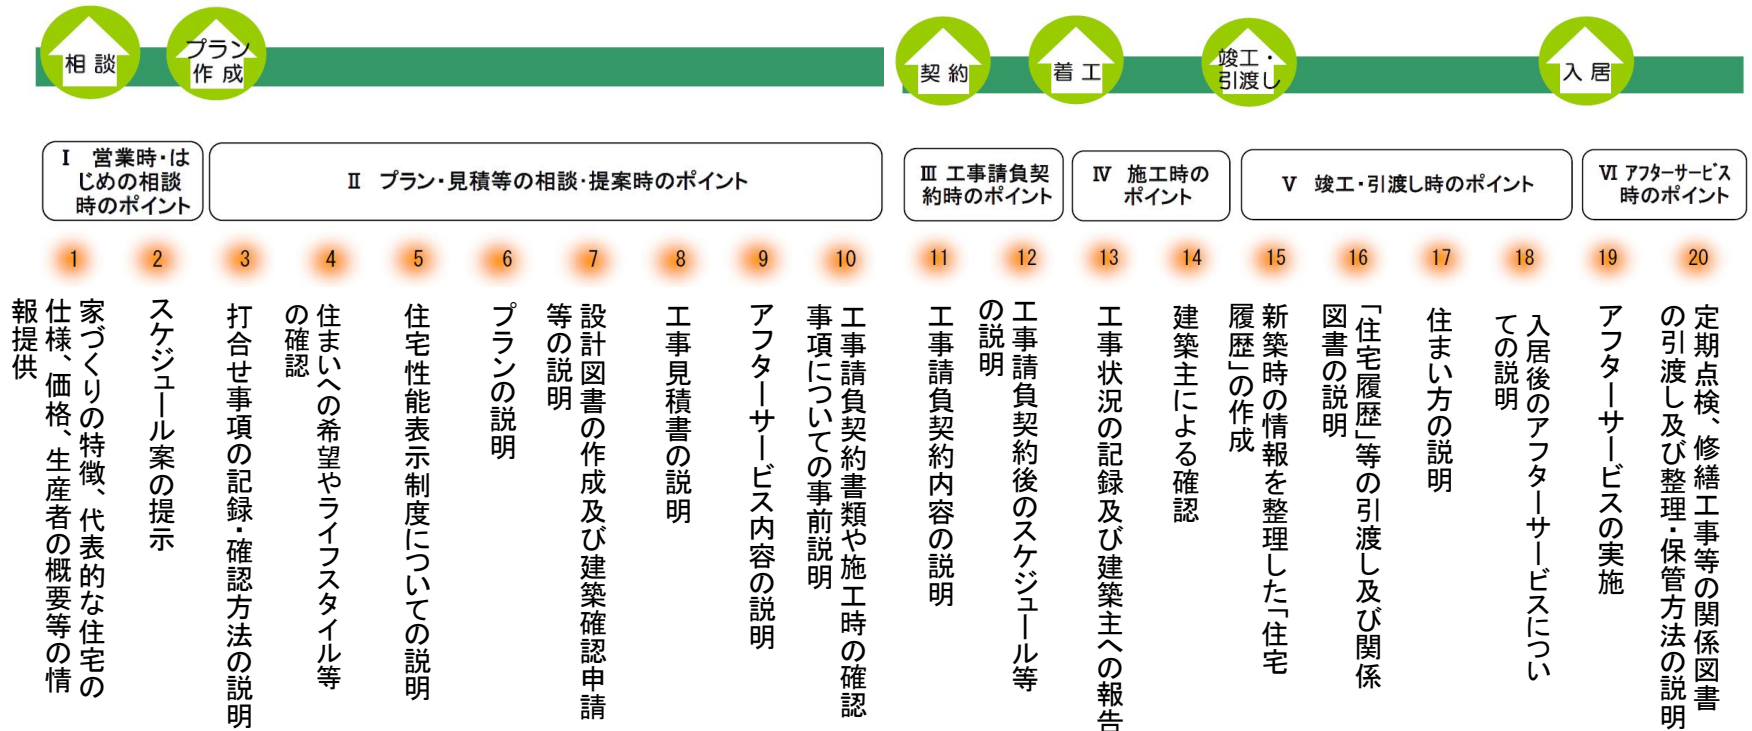 相談
プラン
作成
契約
着工
竣工・
引渡し
入居
Ⅰ 営業時・は
じめの相談
時のポイント
Ⅱ プラン・見積等の相談・提案時のポイント
Ⅲ 工事請負契
約時のポイント
Ⅳ 施工時の
ポイント
Ⅴ 竣工・引渡し時のポイント
Ⅵ アフターサービス
時のポイント
1
家づくりの特徴、代表的な住宅の
仕様、価格、生産者の概要等の情
報提供
2
スケジュール案の提示
3
打合せ事項の記録・確認方法の説明
4
住まいへの希望やライフスタイル等
の確認
5
住宅性能表示制度についての説明
6
プランの説明
7
設計図書の作成及び建築確認申請
等の説明
8
工事見積書の説明
9
アフターサービス内容の説明
10
工事請負契約書類や施工時の確認
事項についての事前説明
11
工事請負契約内容の説明
12
工事請負契約後のスケジュール等
の説明
13
工事状況の記録及び建築主への報告
14
建築主による確認
15
新築時の情報を整理した「住宅
履歴」の作成
16
「住宅履歴」等の引渡し及び関係
図書の説明
17
住まい方の説明
18
入居後のアフターサービスについ
ての説明
19
アフターサービスの実施
20
定期点検、修繕工事等の関係図書
の引渡し及び整理・保管方法の説明